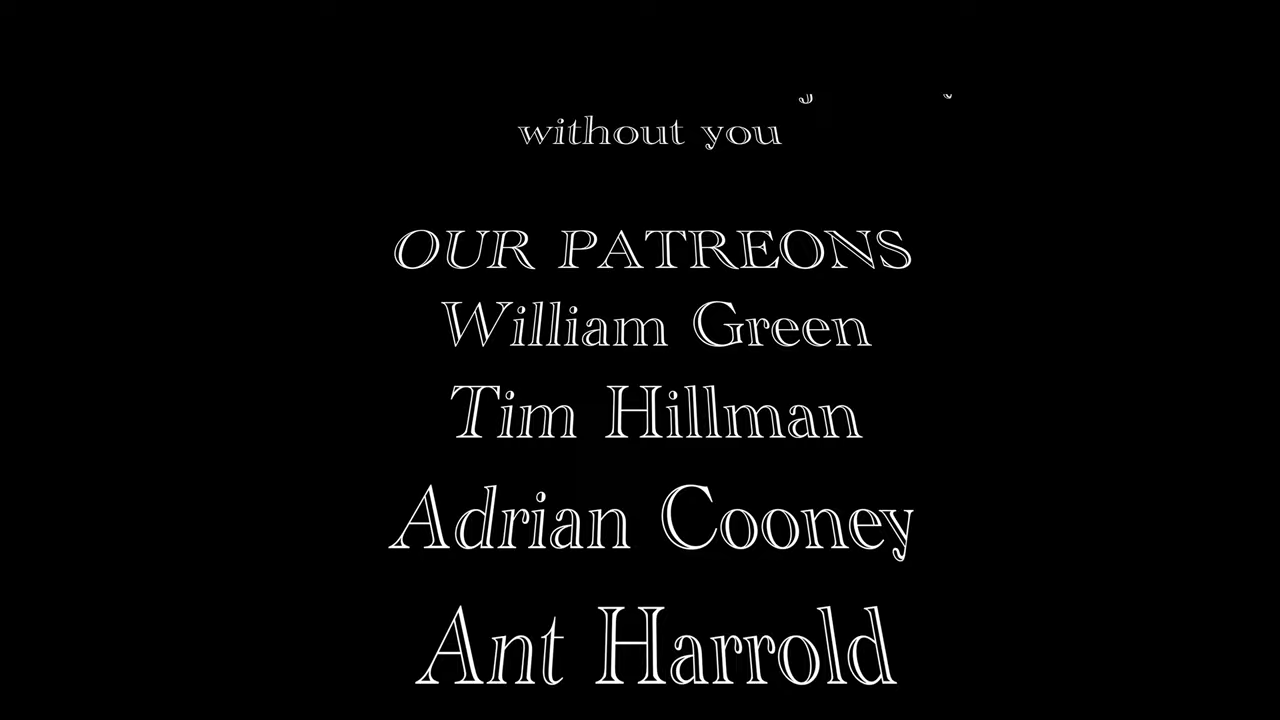 without you
OUR PATREONS
William Green
Tim Hillman
Adrian Cooney
Ant Harrold